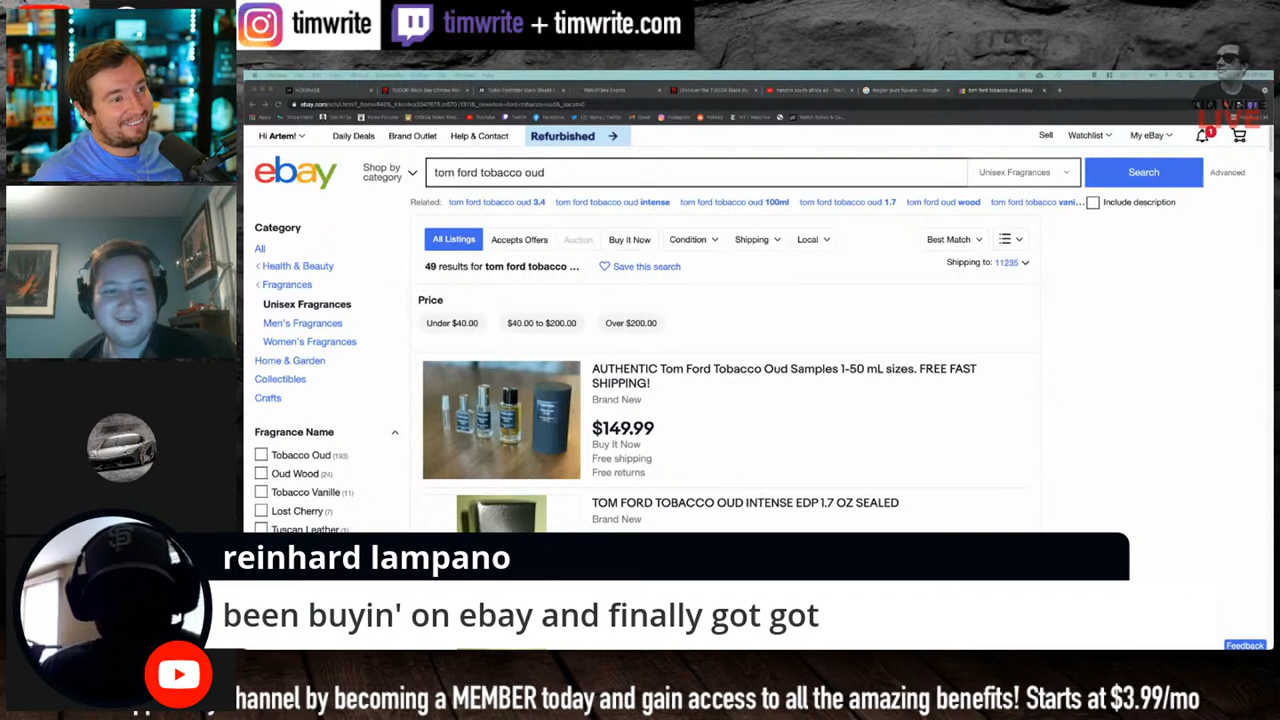 timwrite
timwrite + timwrite.com
LIVE
Hi Artem!
Daily Deals
Brand Outlet
Help & Contact
Refurbished
Sell
Watchlist
My eBay
1
ebay
Shop by category
tom ford tobacco oud
Unisex Fragrances
Search
Advanced
Related:
tom ford tobacco oud 3.4
tom ford tobacco oud intense
tom ford tobacco oud 100ml
tom ford tobacco oud 1.7
tom ford oud wood
tom ford tobacco vani...
Include description
Category
All
Health & Beauty
Fragrances
Unisex Fragrances
Men's Fragrances
Women's Fragrances
Home & Garden
Collectibles
Crafts
Fragrance Name
Tobacco Oud (193)
Oud Wood (24)
Tobacco Vanille (11)
Lost Cherry (7)
Tuscan Leather (1)
All Listings
Accepts Offers
Auction
Buy It Now
Condition
Shipping
Local
Best Match
49 results for tom ford tobacco ...
Save this search
Shipping to: 11235
Price
Under $40.00
$40.00 to $200.00
Over $200.00
AUTHENTIC Tom Ford Tobacco Oud Samples 1-50 mL sizes. FREE FAST
SHIPPING!
Brand New
$149.99
Buy It Now
Free shipping
Free returns
TOM FORD TOBACCO OUD INTENSE EDP 1.7 OZ SEALED
Brand New
reinhard lampano
been buyin' on ebay and finally got got
Feedback
hannel by becoming a MEMBER today and gain access to all the amazing benefits! Starts at $3.99/mo